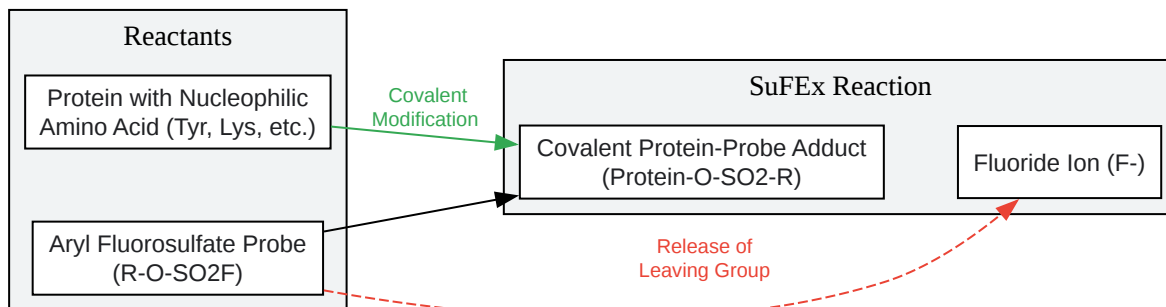 Reactants
Protein with Nucleophilic
Amino Acid (Tyr, Lys, etc.)
Aryl Fluorosulfate Probe
(R-O-SO2F)
Covalent
Modification
SuFEx Reaction
Covalent Protein-Probe Adduct
(Protein-O-SO2-R)
Fluoride Ion (F-)
Release of
Leaving Group